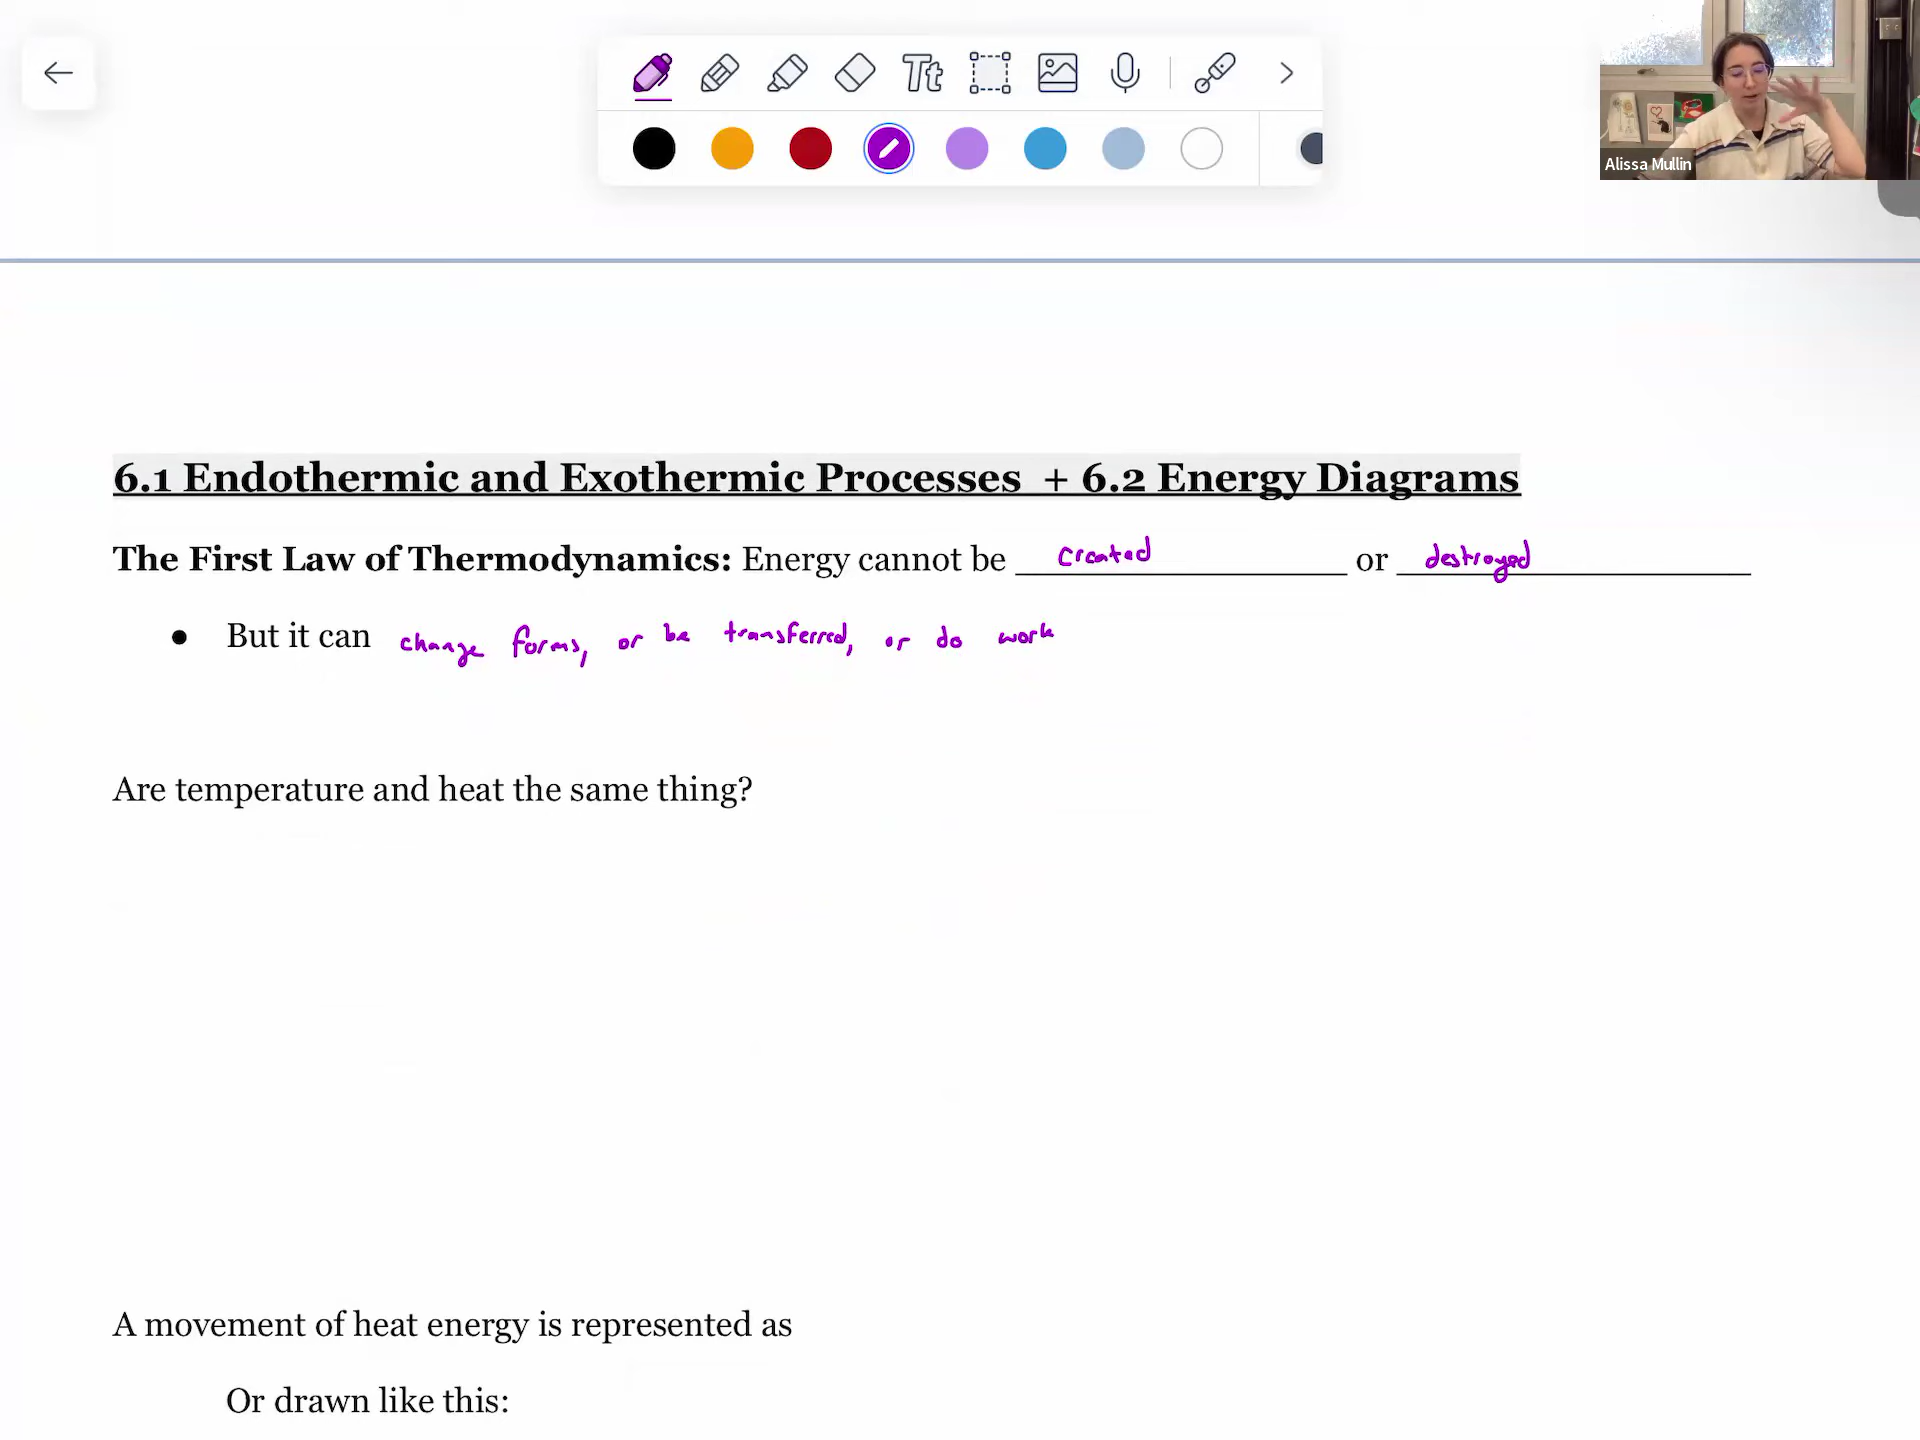 Tt
Alissa Mullin
6.1 Endothermic and Exothermic Processes + 6.2 Energy Diagrams
The First Law of Thermodynamics: Energy cannot be created or destroyed
● But it can change forms, or be transferred, or do work
Are temperature and heat the same thing?
A movement of heat energy is represented as
Or drawn like this: